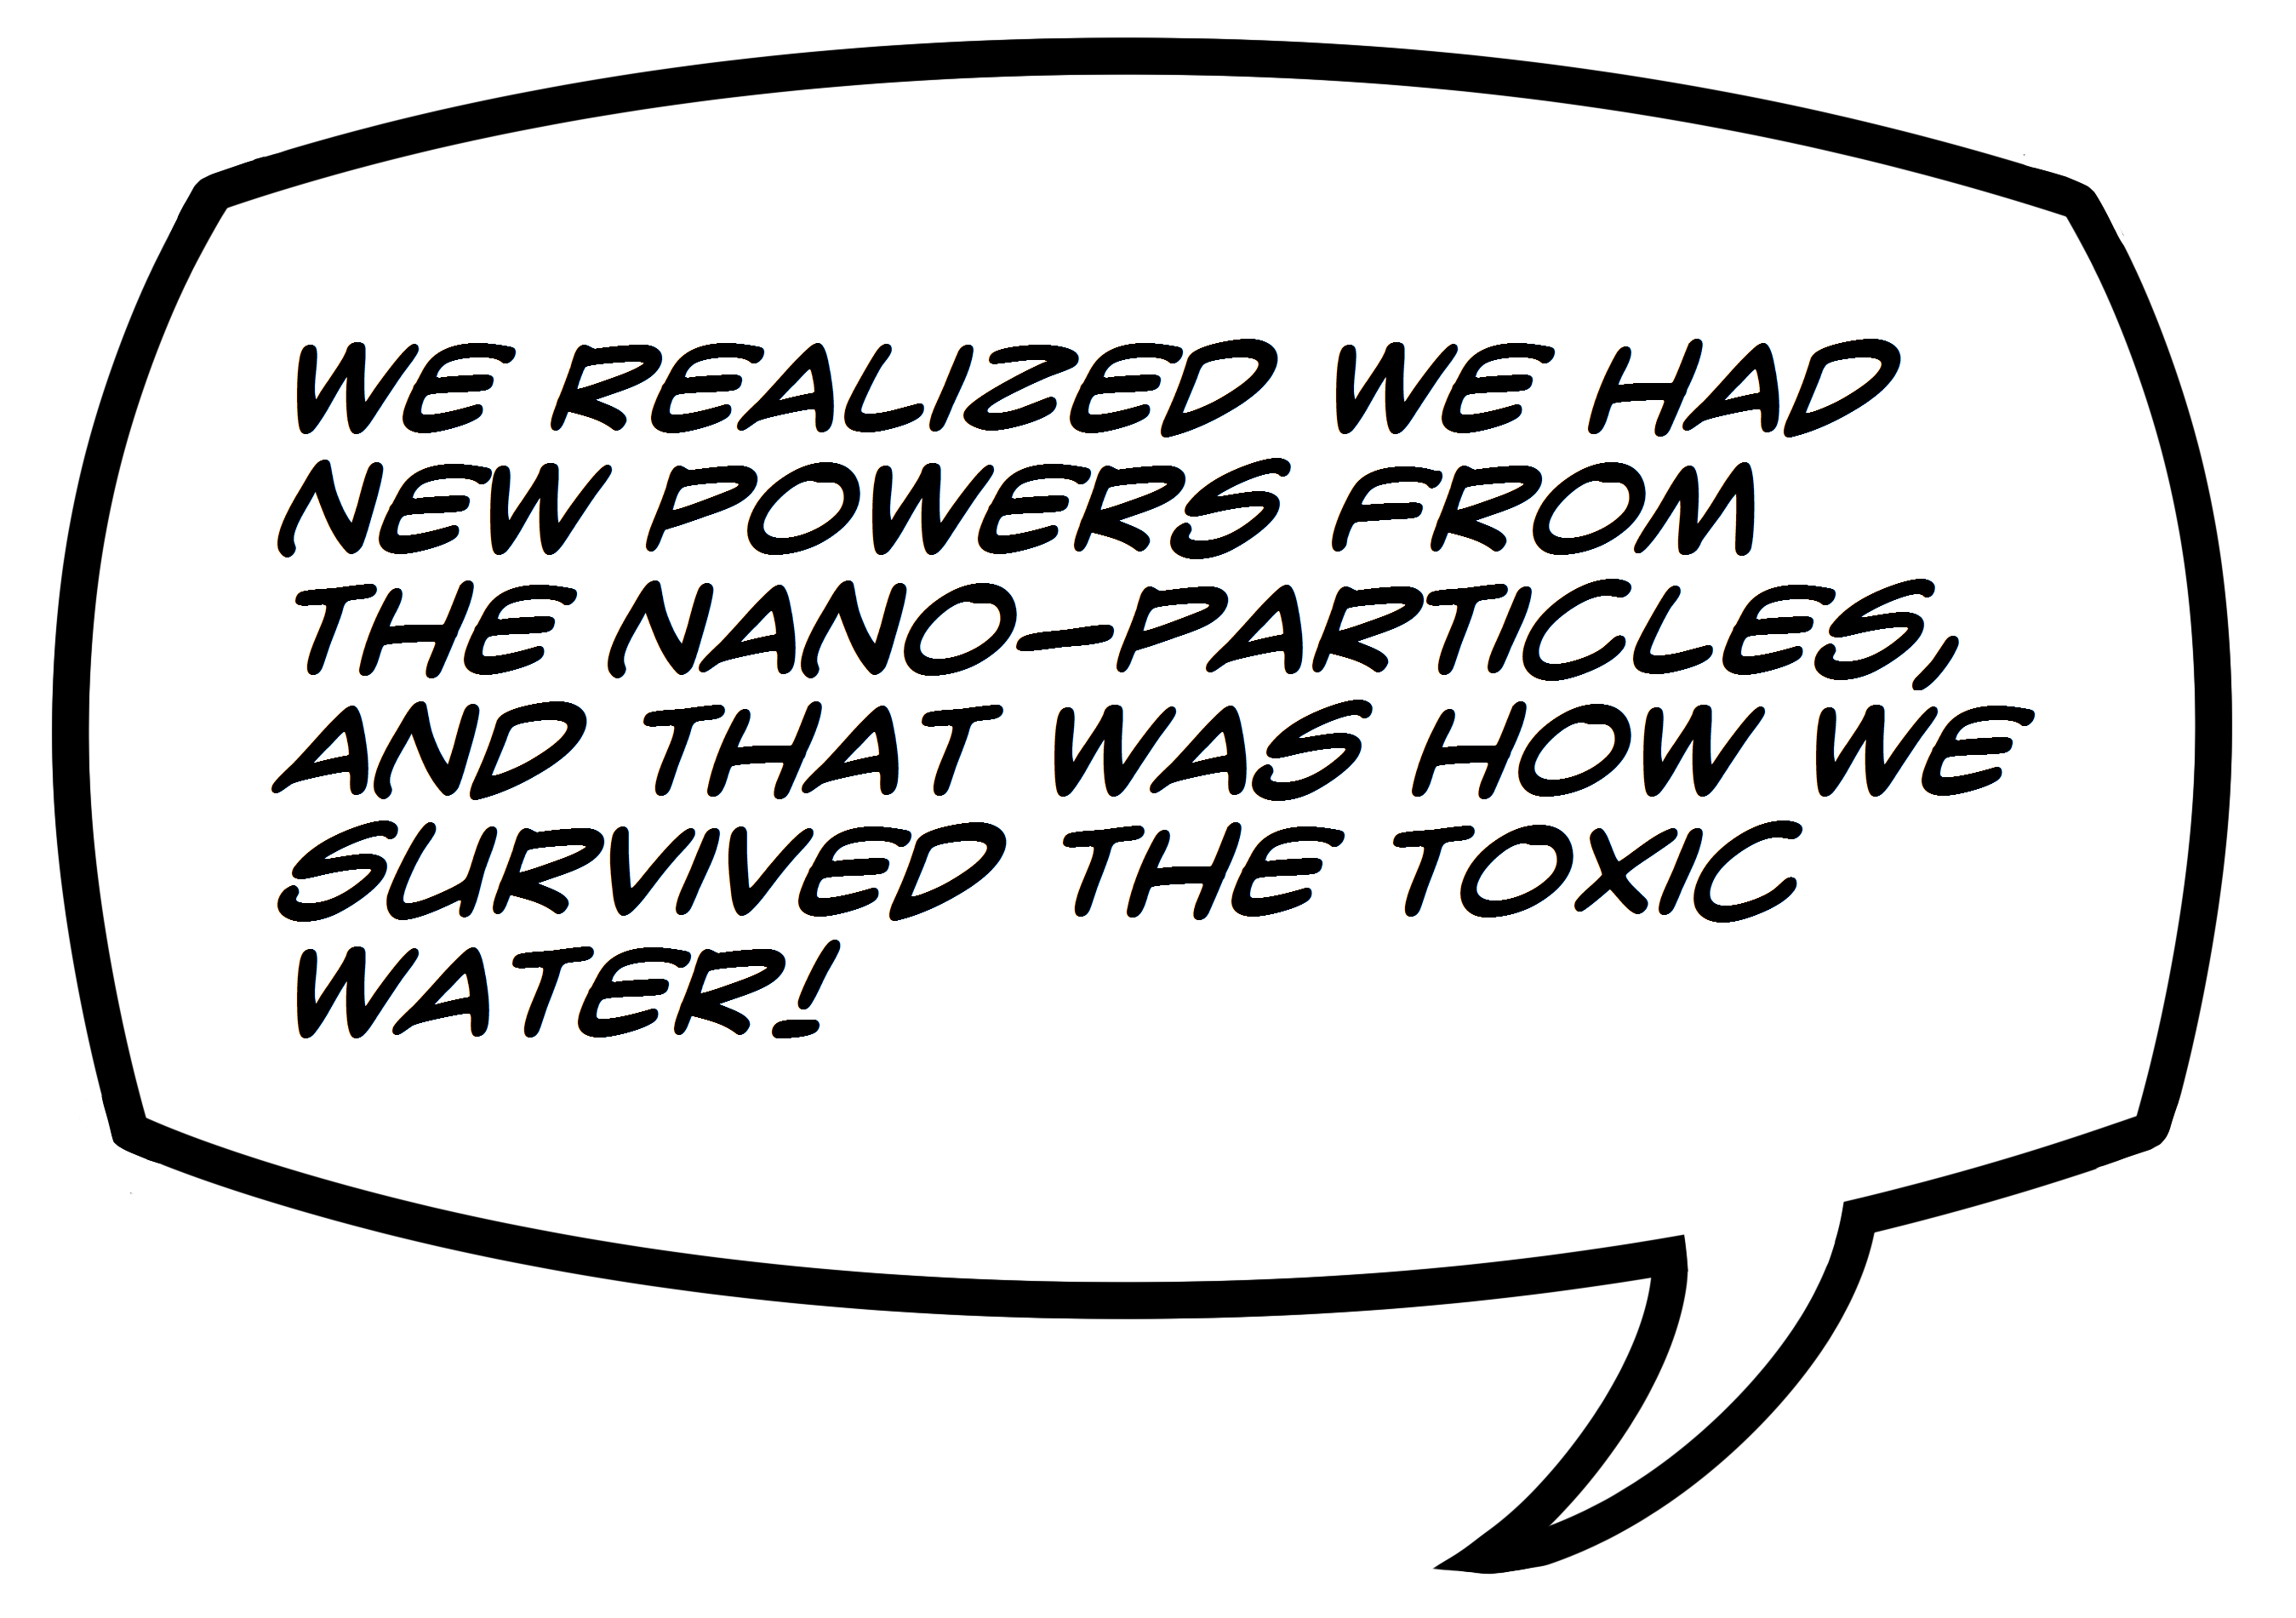 WE REALIZED WE HAD
NEW POWERS FROM
THE NANO-PARTICLES,
AND THAT WAS HOW WE
SURVIVED THE TOXIC
WATER!